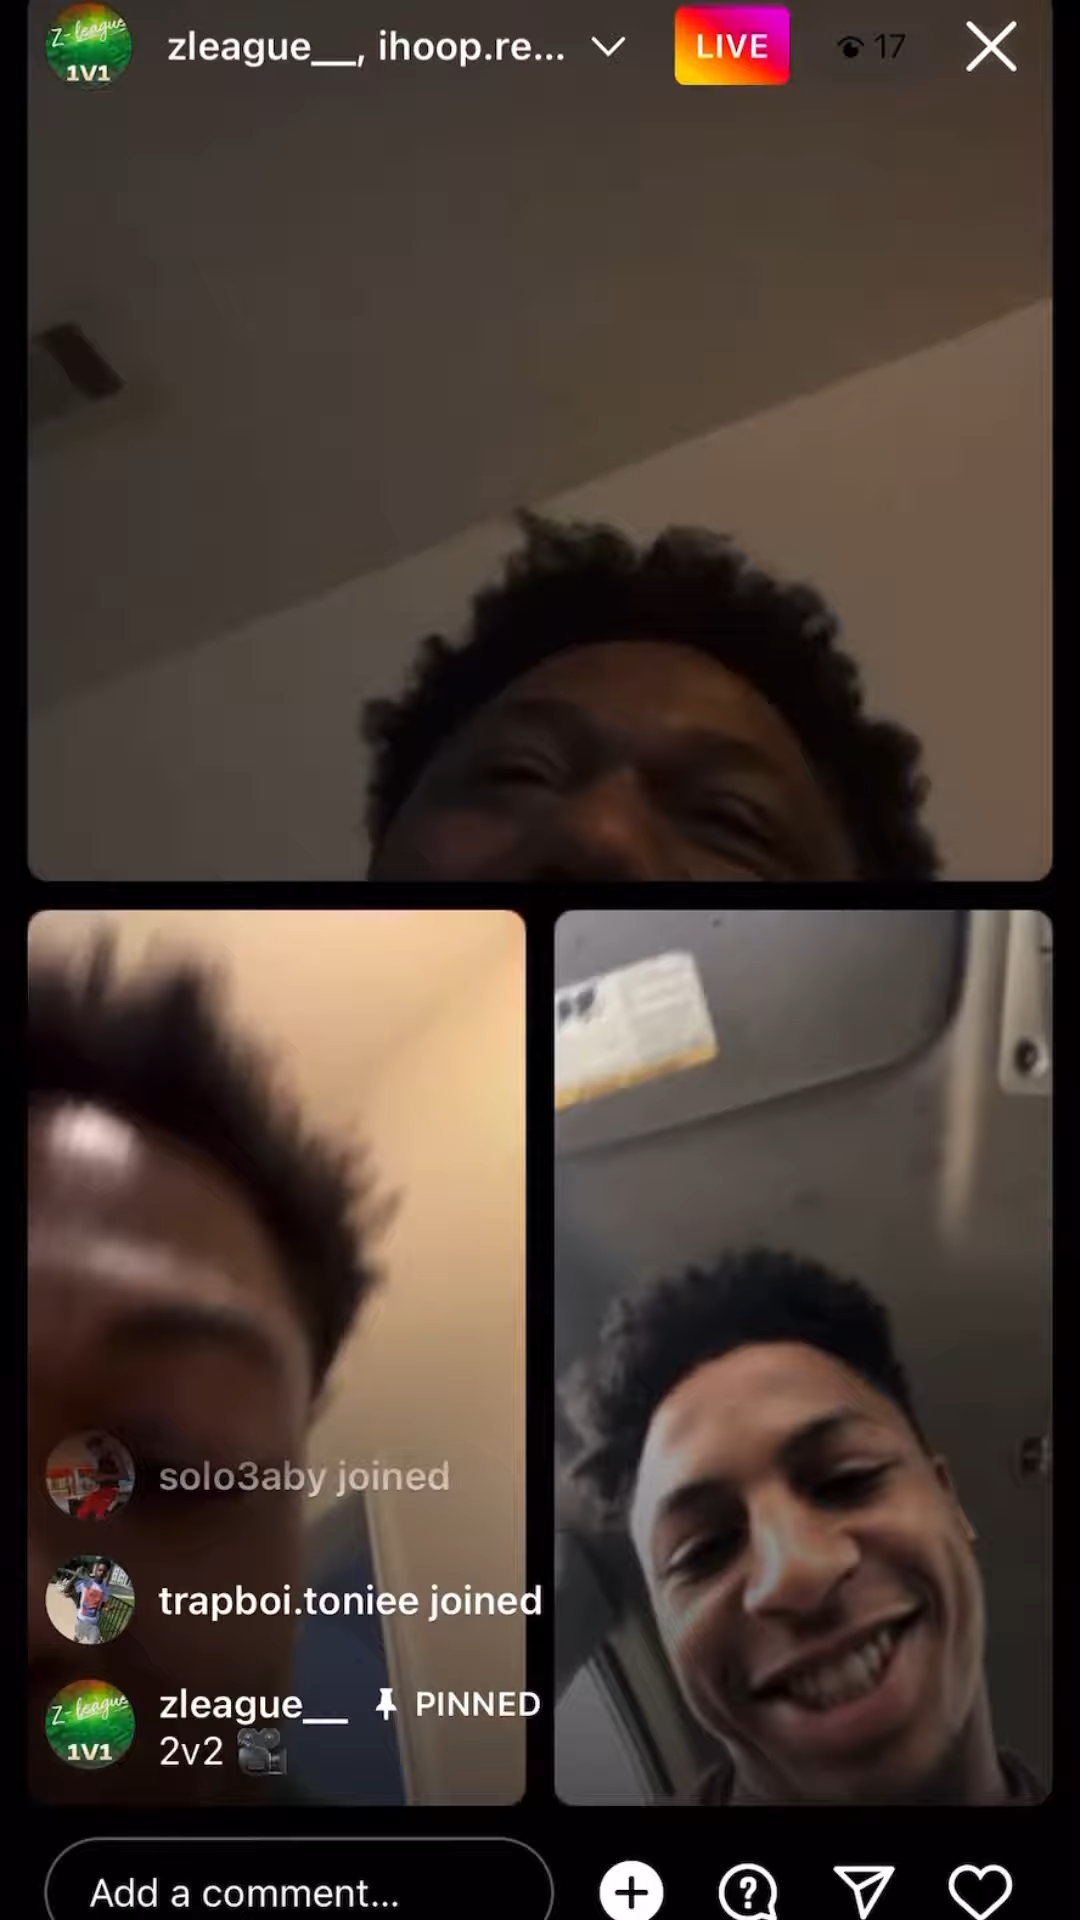 Z-league
1V1
zleague__, ihoop.re...
LIVE
17
solo3aby joined
trapboi.toniee joined
Z-league
1V1
zleague__ PINNED
2v2 🎥
Add a comment...